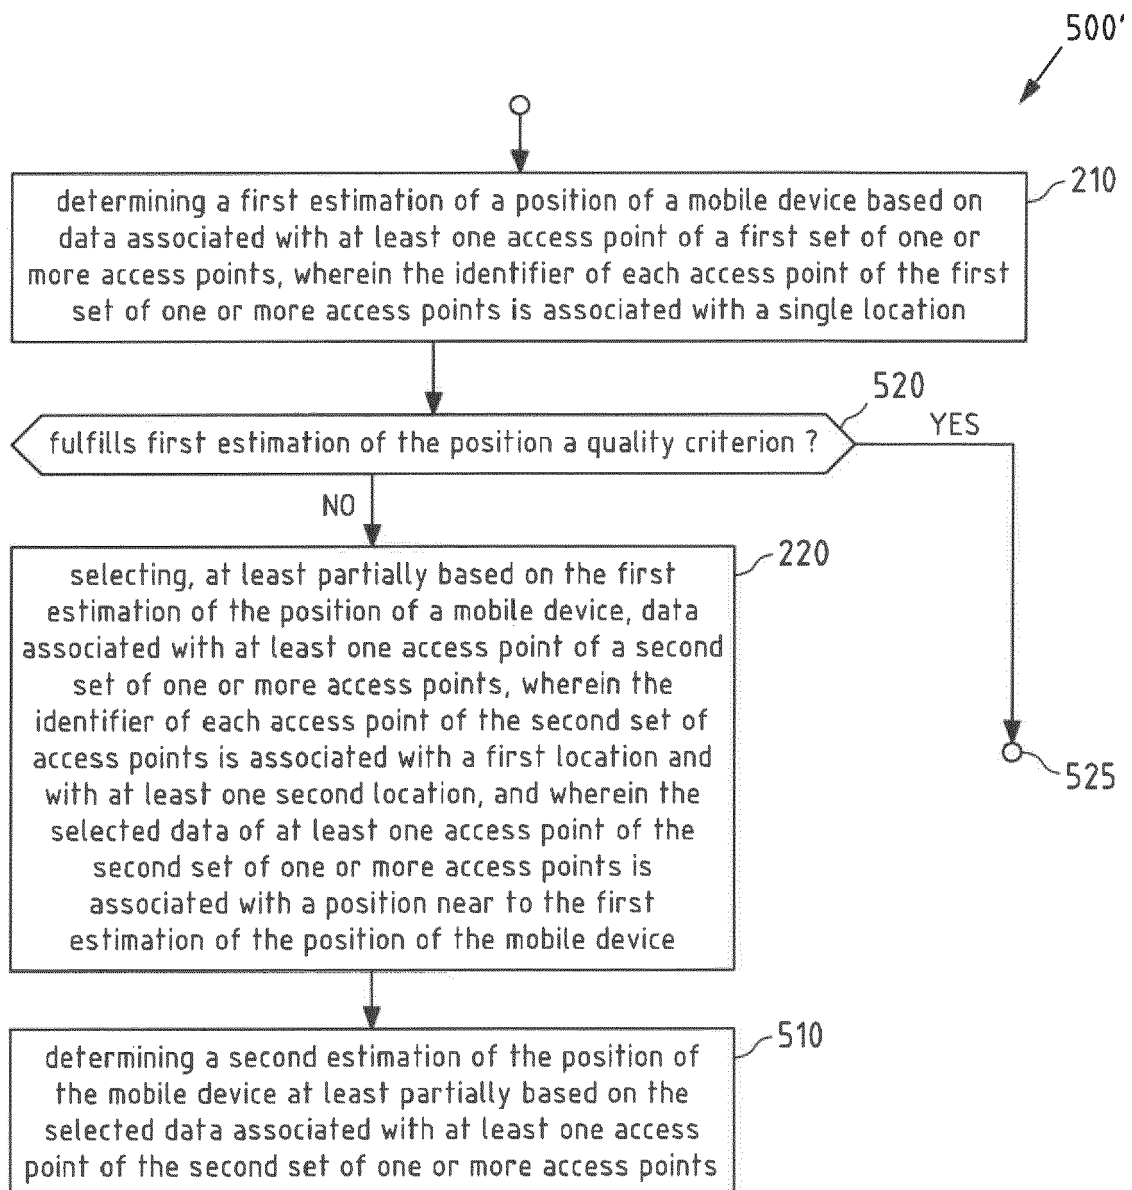 500'
210
determining a first estimation of a position of a mobile device based on
data associated with at least one access point of a first set of one or
more access points, wherein the identifier of each access point of the first
set of one or more access points is associated with a single location
520
fulfills first estimation of the position a quality criterion ?
YES
NO
220
selecting, at least partially based on the first
estimation of the position of a mobile device, data
associated with at least one access point of a second
set of one or more access points, wherein the
identifier of each access point of the second set of
access points is associated with a first location and
with at least one second location, and wherein the
selected data of at least one access point of the
second set of one or more access points is
associated with a position near to the first
estimation of the position of the mobile device
525
510
determining a second estimation of the position of
the mobile device at least partially based on the
selected data associated with at least one access
point of the second set of one or more access points